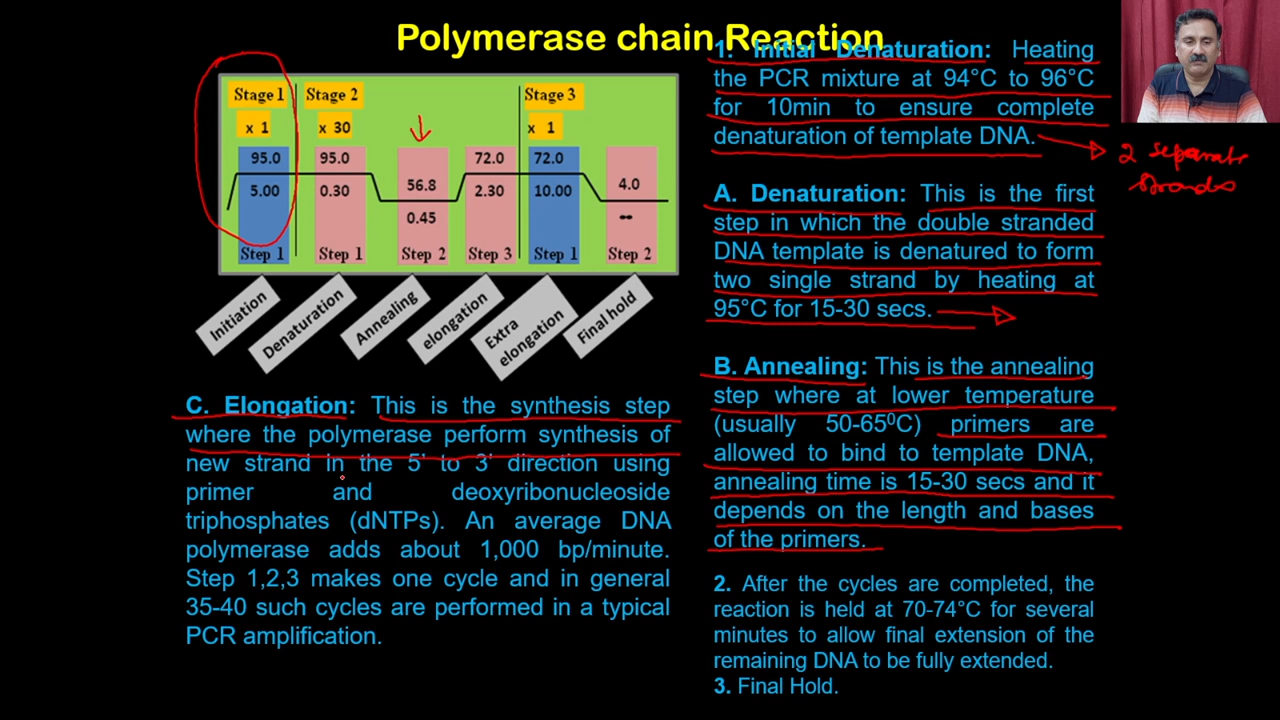 Polymerase chain Reaction
Stage 1
Stage 2
Stage 3
x 1
x 30
x 1
95.0
95.0
56.8
72.0
72.0
4.0
5.00
0.30
0.45
2.30
10.00
∞
Step 1
Step 1
Step 2
Step 3
Step 1
Step 2
Initiation
Denaturation
Annealing
elongation
Extra
elongation
Final hold
C. Elongation: This is the synthesis step
where the polymerase perform synthesis of
new strand in the 5’ to 3’ direction using
primer and deoxyribonucleoside
triphosphates (dNTPs). An average DNA
polymerase adds about 1,000 bp/minute.
Step 1,2,3 makes one cycle and in general
35-40 such cycles are performed in a typical
PCR amplification.
1. Initial Denaturation: Heating
the PCR mixture at 94°C to 96°C
for 10min to ensure complete
denaturation of template DNA.
2 separate
strands
A. Denaturation: This is the first
step in which the double stranded
DNA template is denatured to form
two single strand by heating at
95°C for 15-30 secs.
B. Annealing: This is the annealing
step where at lower temperature
(usually 50-65⁰C) primers are
allowed to bind to template DNA,
annealing time is 15-30 secs and it
depends on the length and bases
of the primers.
2. After the cycles are completed, the
reaction is held at 70-74°C for several
minutes to allow final extension of the
remaining DNA to be fully extended.
3. Final Hold.